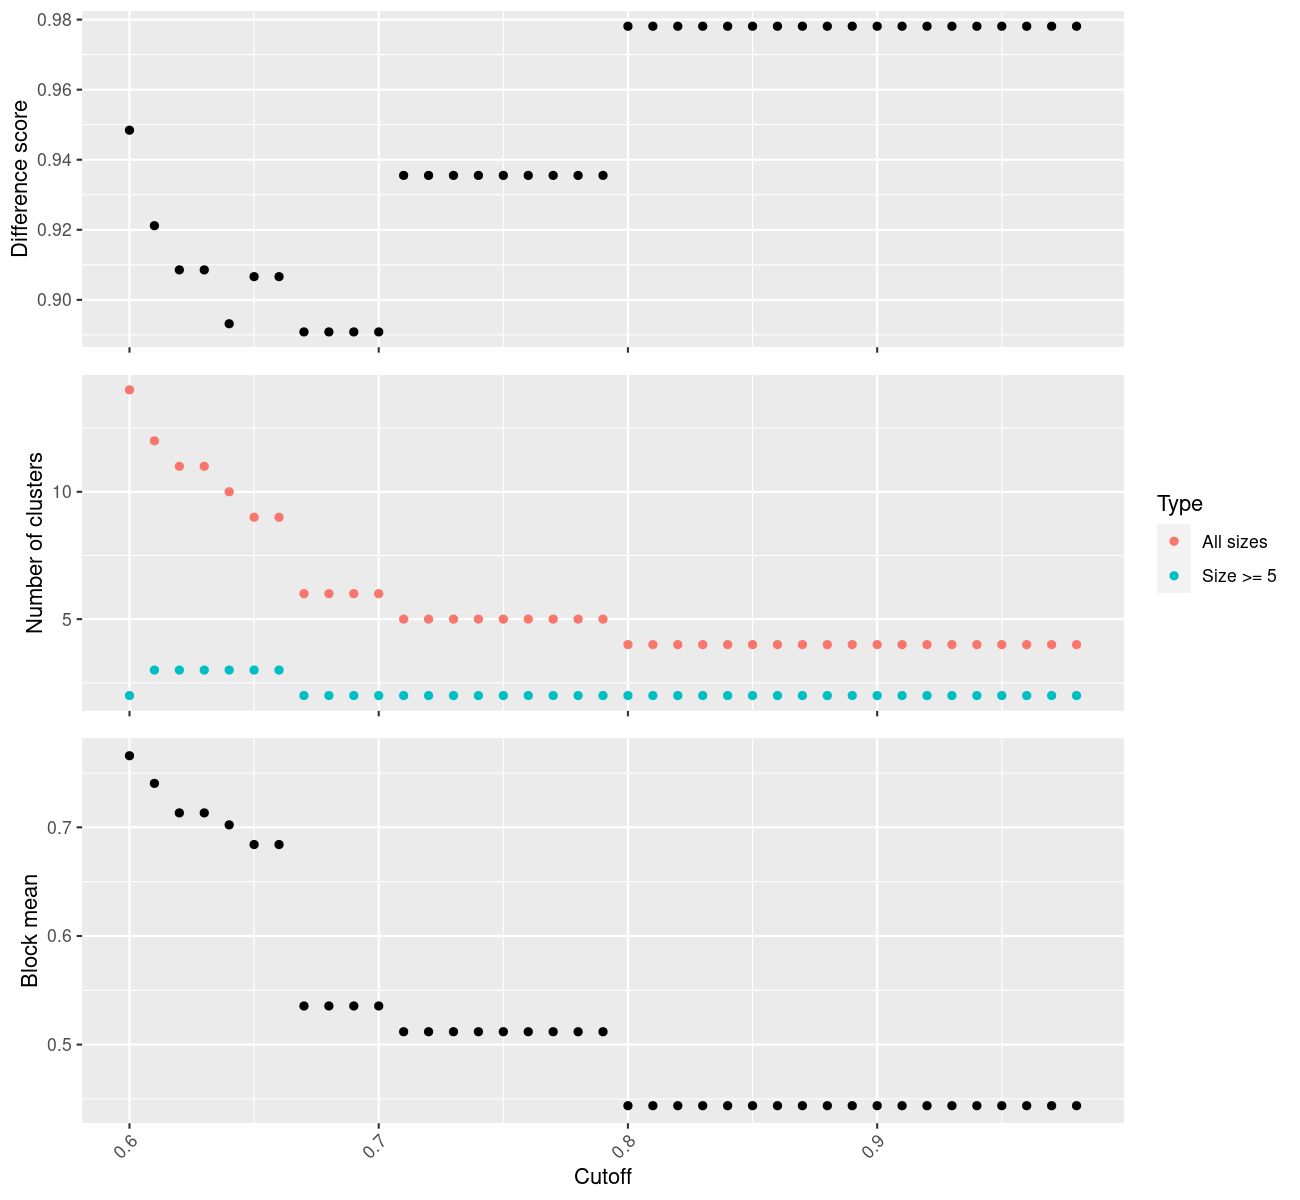 Difference score
0.98
0.96
0.94
0.92
0.90
Number of clusters
10
5
Type
All sizes
Size >= 5
Block mean
0.7
0.6
0.5
0.6 0.7 0.8 0.9
Cutoff